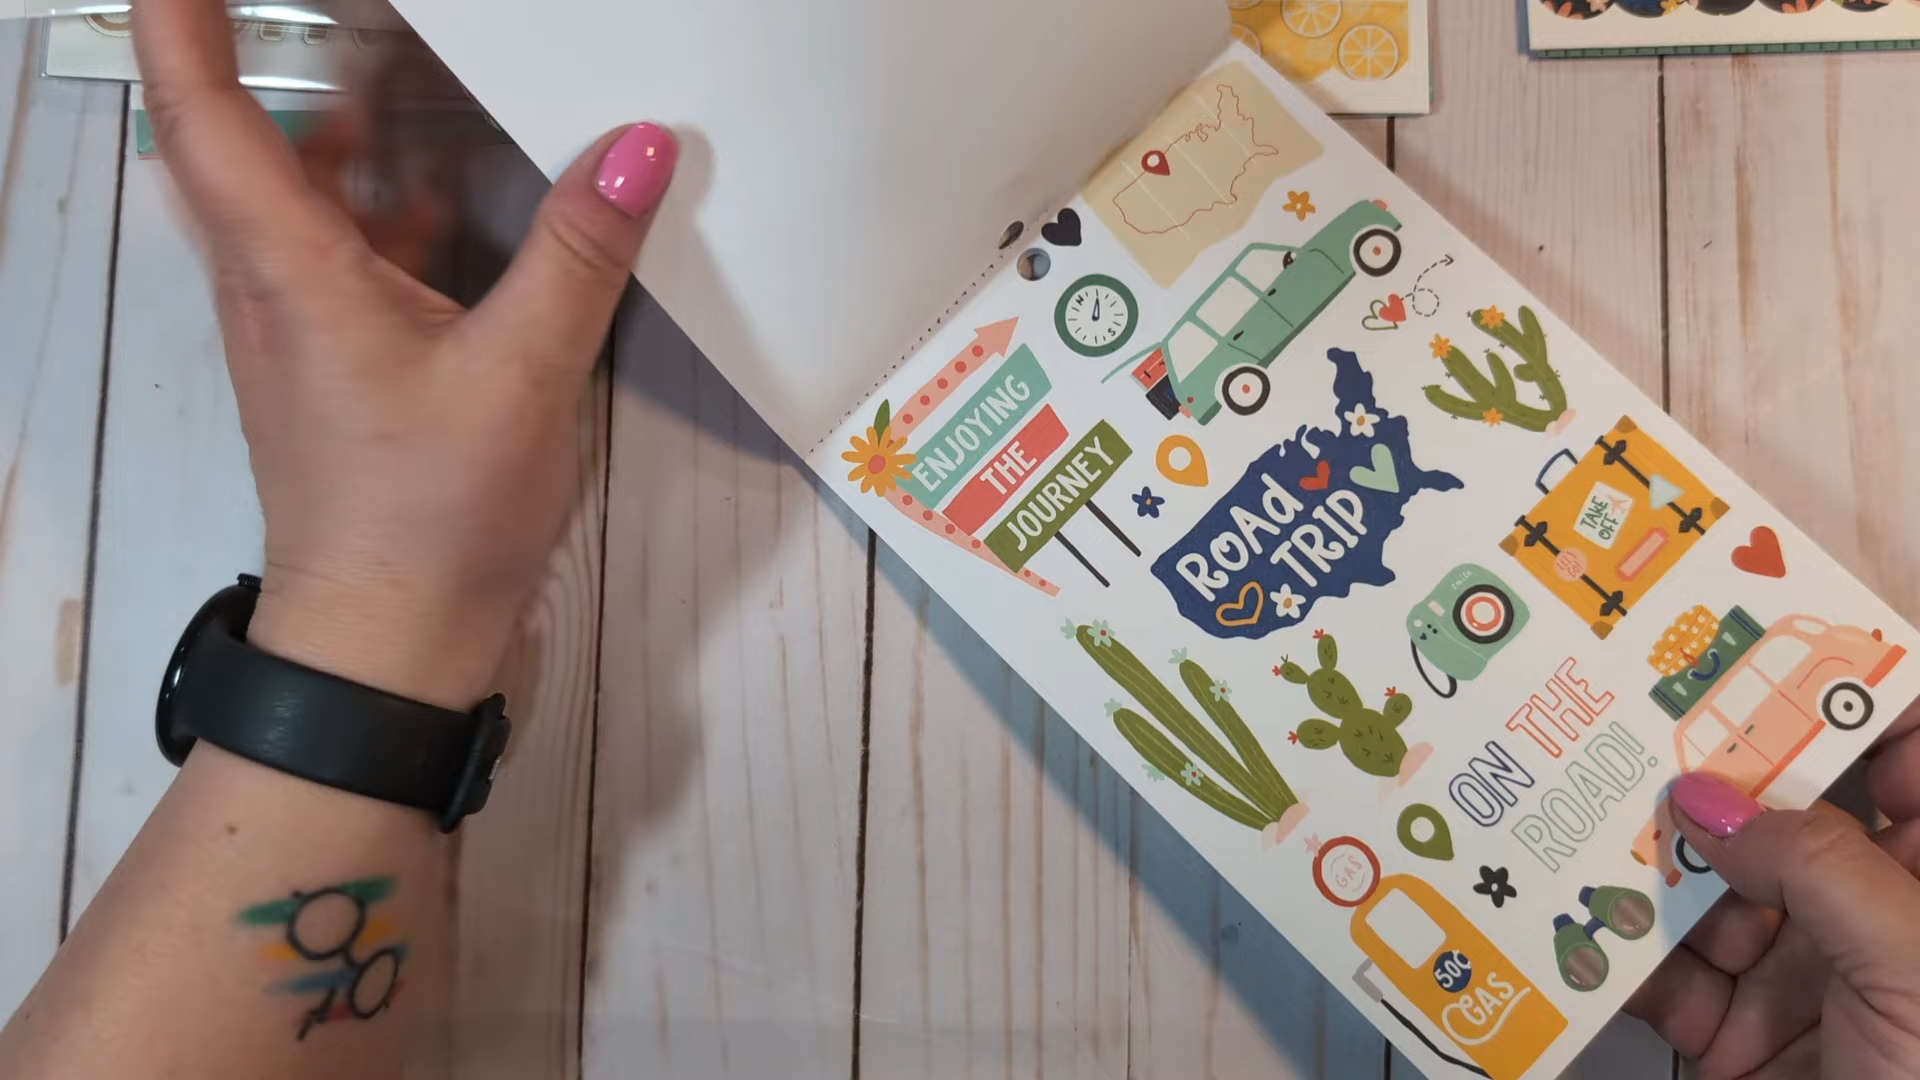 ENJOYING
THE
JOURNEY
ROAD
TRIP
TAKE
OFF
ON THE
ROAD!
GAS
50¢
GAS
N
S